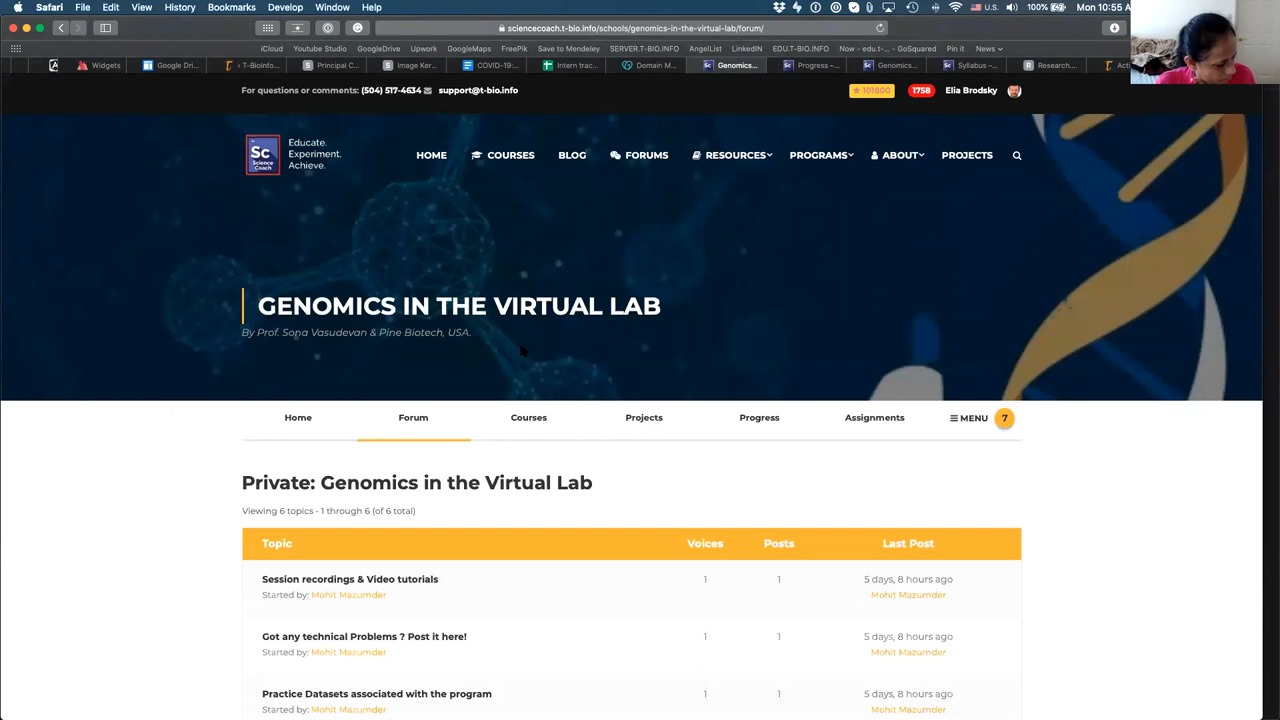 Safari File Edit View History Bookmarks Develop Window Help 100% U.S. Mon 10:55 A
sciencecoach.t-bio.info/schools/genomics-in-the-virtual-lab/forum/
iCloud Youtube Studio GoogleDrive Upwork GoogleMaps FreePik Save to Mendeley SERVER.T-BIO.INFO AngelList LinkedIN EDU.T-BIO.INFO Now - edu.t-... - GoSquared Pin it News
Widgets Google Dri... ‹ T-Bioinfo... Principal C... Image Ker... COVID-19:... Intern trac... Domain M... Genomics... Progress –... Genomics... Syllabus –... Research....
For questions or comments: (504) 517-4634 support@t-bio.info 101800 1758 Elia Brodsky
Sc Science Coach
Educate.
Experiment.
Achieve.
HOME COURSES BLOG FORUMS RESOURCES PROGRAMS ABOUT PROJECTS
GENOMICS IN THE VIRTUAL LAB
By Prof. Sona Vasudevan & Pine Biotech, USA.
Home Forum Courses Projects Progress Assignments MENU 7
Private: Genomics in the Virtual Lab
Viewing 6 topics - 1 through 6 (of 6 total)
Topic Voices Posts Last Post
Session recordings & Video tutorials 1 1 5 days, 8 hours ago
Started by: Mohit Mazumder Mohit Mazumder
Got any technical Problems ? Post it here! 1 1 5 days, 8 hours ago
Started by: Mohit Mazumder Mohit Mazumder
Practice Datasets associated with the program 1 1 5 days, 8 hours ago
Started by: Mohit Mazumder Mohit Mazumder